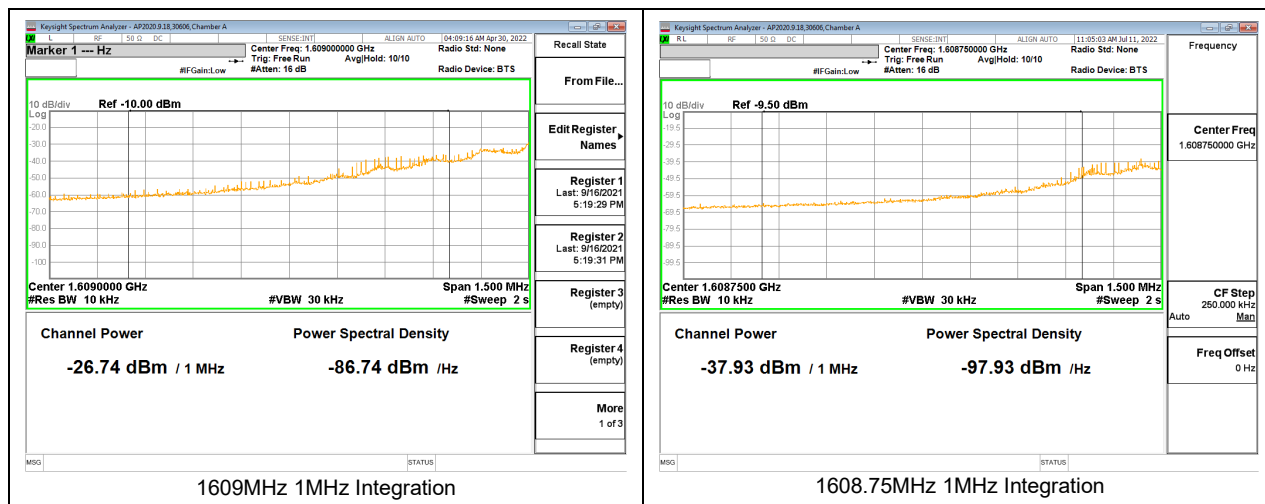 Keysight Spectrum Analyzer - AP2020.9.18,30606,Chamber A
L RF 50 Ω DC SENSE:INT ALIGN AUTO 04:09:16 AM Apr 30, 2022
Marker 1 --- Hz
Center Freq: 1.609000000 GHz
Radio Std: None
Trig: Free Run Avg|Hold: 10/10
#IFGain:Low
#Atten: 16 dB
Radio Device: BTS
10 dB/div Ref -10.00 dBm
Log
-20.0
-30.0
-40.0
-50.0
-60.0
-70.0
-80.0
-90.0
-100
Center 1.6090000 GHz Span 1.500 MHz
#Res BW 10 kHz #VBW 30 kHz #Sweep 2 s
Channel Power Power Spectral Density
-26.74 dBm / 1 MHz -86.74 dBm /Hz
MSG STATUS
Recall State
From File...
Edit Register
Names
Register 1
Last: 9/16/2021
5:19:29 PM
Register 2
Last: 9/16/2021
5:19:31 PM
Register 3
(empty)
Register 4
(empty)
More
1 of 3
1609MHz 1MHz Integration
Keysight Spectrum Analyzer - AP2020.9.18,30606,Chamber A
RL RF 50 Ω DC SENSE:INT ALIGN AUTO 11:05:03 AM Jul 11, 2022
Center Freq: 1.608750000 GHz
Radio Std: None
Trig: Free Run Avg|Hold: 10/10
#IFGain:Low
#Atten: 16 dB
Radio Device: BTS
10 dB/div Ref -9.50 dBm
Log
-19.5
-29.5
-39.5
-49.5
-59.5
-69.5
-79.5
-89.5
-99.5
Center 1.6087500 GHz Span 1.500 MHz
#Res BW 10 kHz #VBW 30 kHz #Sweep 2 s
Channel Power Power Spectral Density
-37.93 dBm / 1 MHz -97.93 dBm /Hz
MSG STATUS
Frequency
Center Freq
1.608750000 GHz
CF Step
250.000 kHz
Auto Man
Freq Offset
0 Hz
1608.75MHz 1MHz Integration